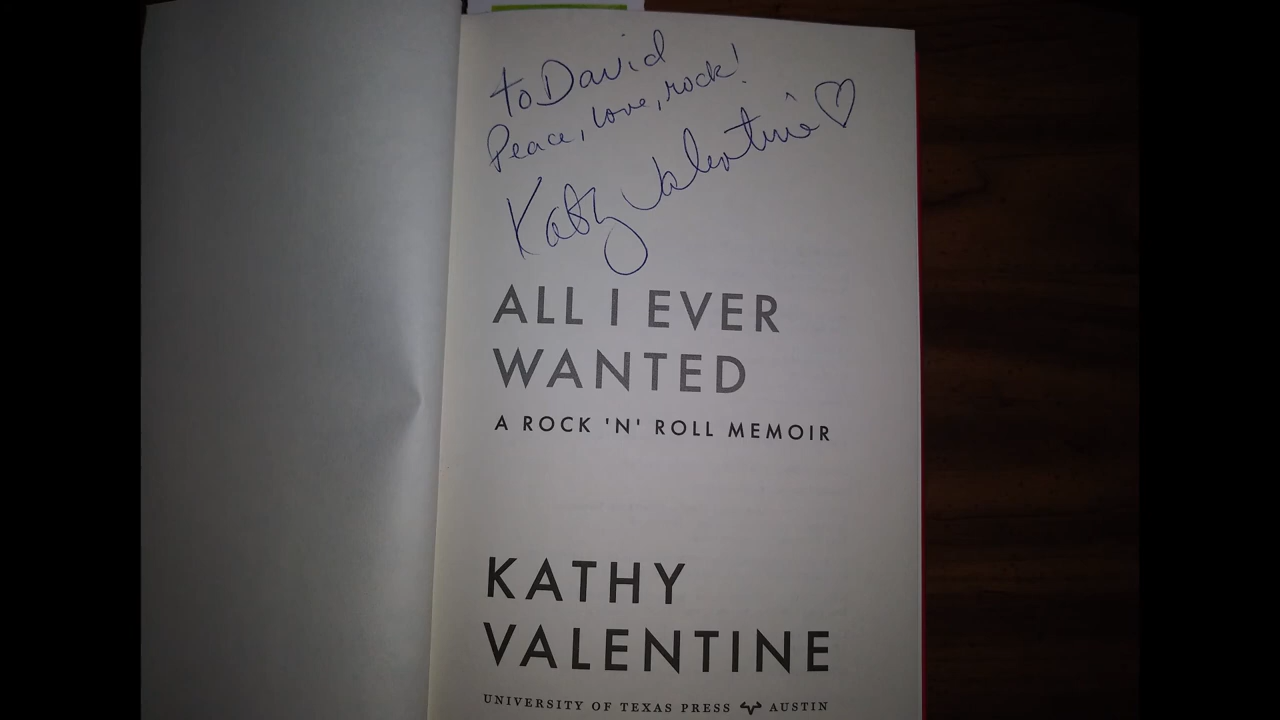 to David
Peace, love, rock!
Kathy Valentine
ALL I EVER
WANTED
A ROCK 'N' ROLL MEMOIR
KATHY
VALENTINE
UNIVERSITY OF TEXAS PRESS AUSTIN